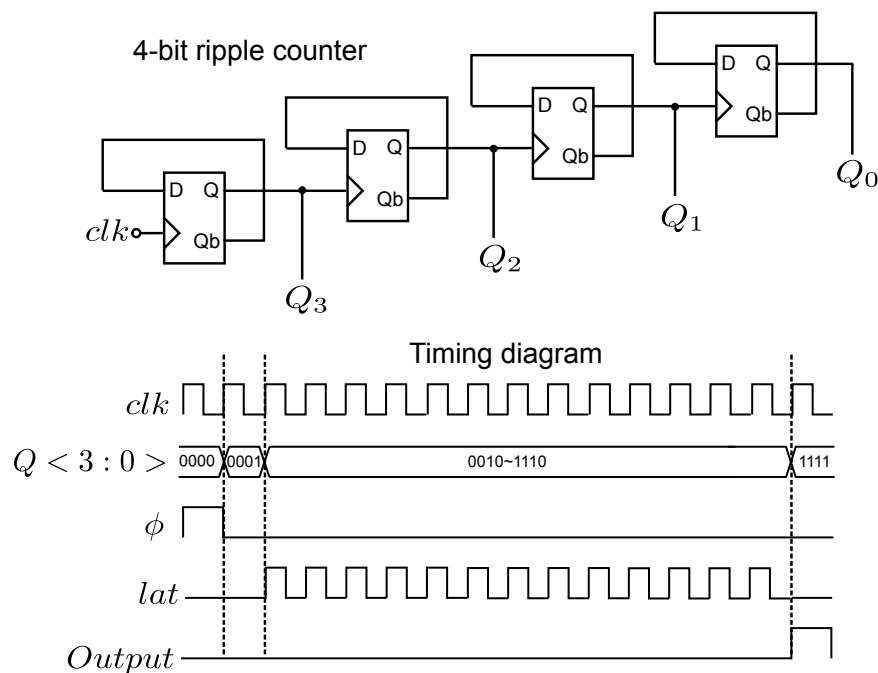 4-bit ripple counter
D Q
Qb
D Q
Qb
D Q
Qb
D Q
Qb
clk
Q3
Q2
Q1
Q0
Timing diagram
clk
Q < 3 : 0 > 0000 0001 0010~1110 1111
ϕ
lat
Output